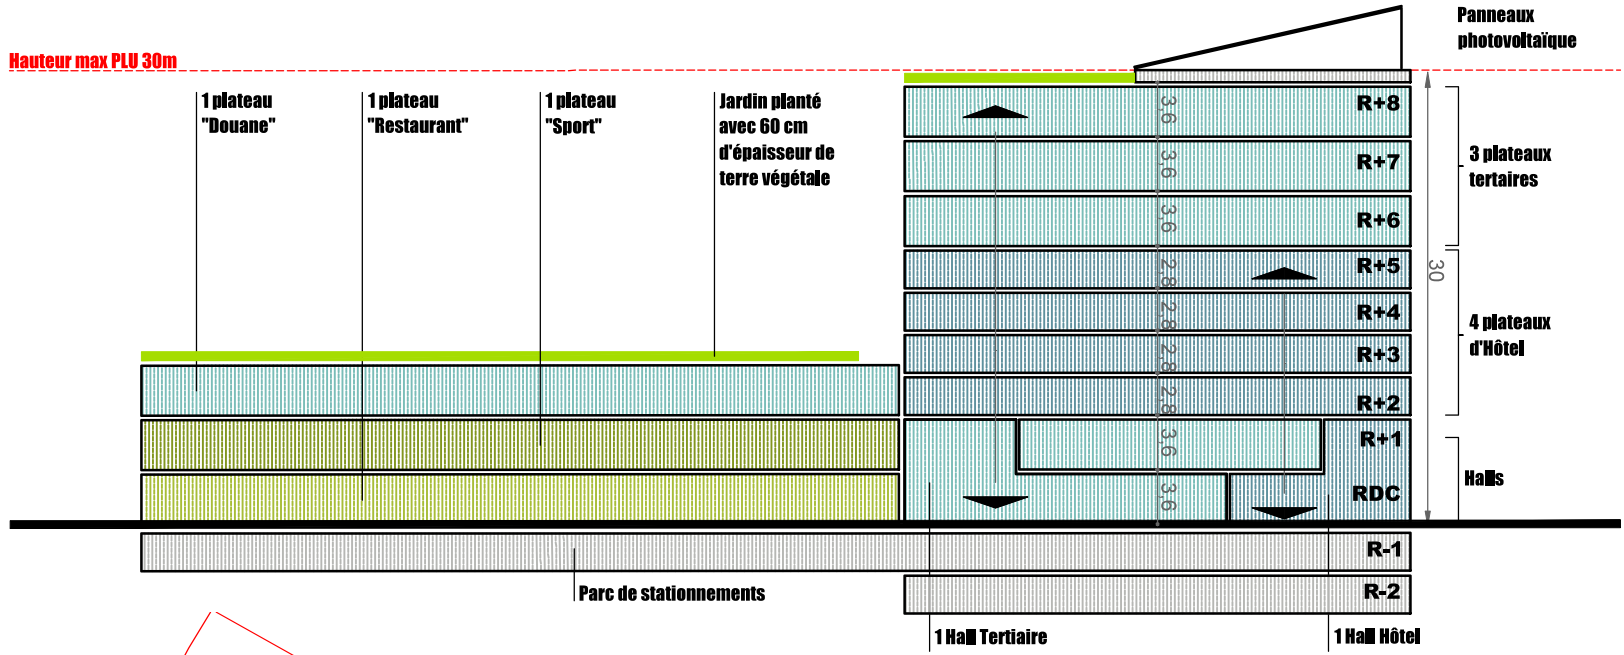 Panneaux
photovoltaïque
Hauteur max PLU 30m
1 plateau
"Douane"
1 plateau
"Restaurant"
1 plateau
"Sport"
Jardin planté
avec 60 cm
d'épaisseur de
terre végétale
3,6
R+8
3,6
R+7
3,6
R+6
3 plateaux
tertaires
2,8
R+5
30
2,8
R+4
2,8
R+3
2,8
R+2
4 plateaux
d'Hôtel
3,6
R+1
3,6
RDC
Halls
R-1
R-2
Parc de stationnements
1 Hall Tertiaire
1 Hall Hôtel